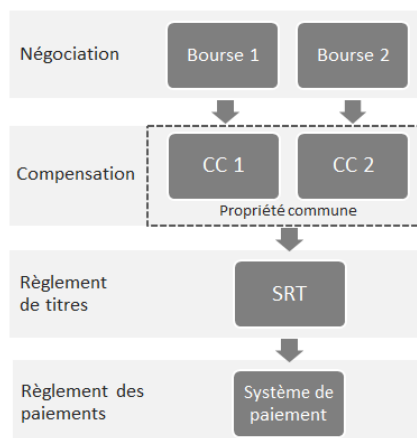 Négociation
Bourse 1
Bourse 2
Compensation
CC 1
CC 2
Propriété commune
Règlement
de titres
SRT
Règlement des
paiements
Système de
paiement